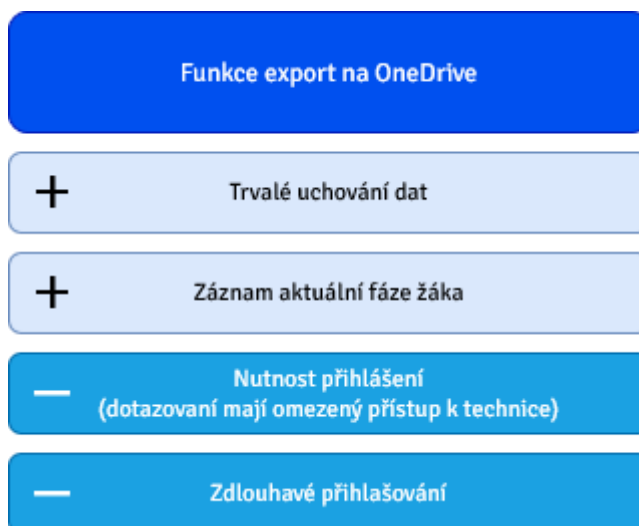 Funkce export na OneDrive
+ Trvalé uchování dat
+ Záznam aktuální fáze žáka
— Nutnost přihlášení
(dotazovaní mají omezený přístup k technice)
— Zdlouhavé přihlašování